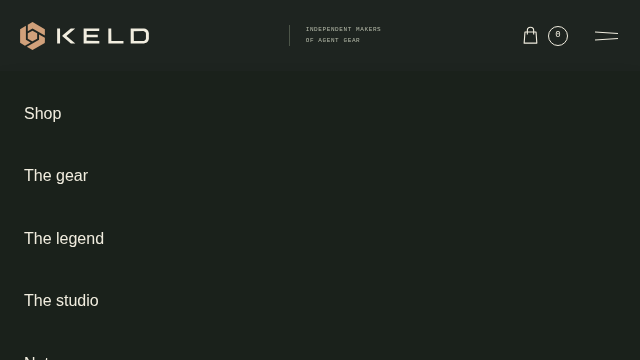 KELD
INDEPENDENT MAKERS
OF AGENT GEAR
0
Shop
The gear
The legend
The studio